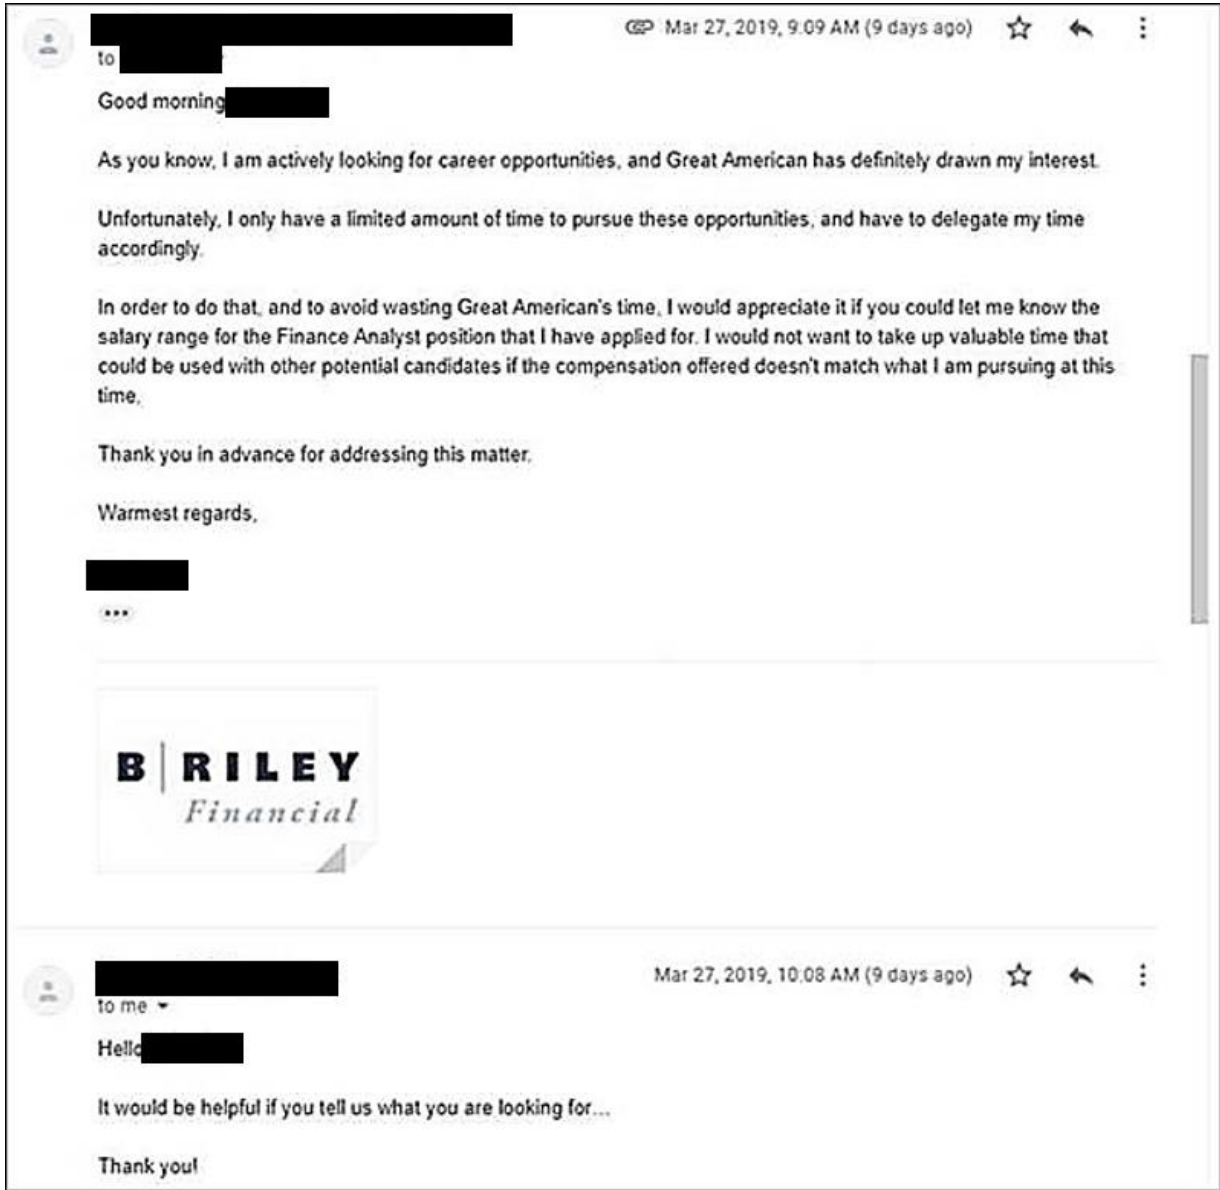 Mar 27, 2019, 9:09 AM (9 days ago)
to
Good morning
As you know, I am actively looking for career opportunities, and Great American has definitely drawn my interest.
Unfortunately, I only have a limited amount of time to pursue these opportunities, and have to delegate my time
accordingly.
In order to do that, and to avoid wasting Great American's time, I would appreciate it if you could let me know the
salary range for the Finance Analyst position that I have applied for. I would not want to take up valuable time that
could be used with other potential candidates if the compensation offered doesn't match what I am pursuing at this
time.
Thank you in advance for addressing this matter.
Warmest regards,
B RILEY
Financial
Mar 27, 2019, 10:08 AM (9 days ago)
to me
Hello
It would be helpful if you tell us what you are looking for...
Thank you!